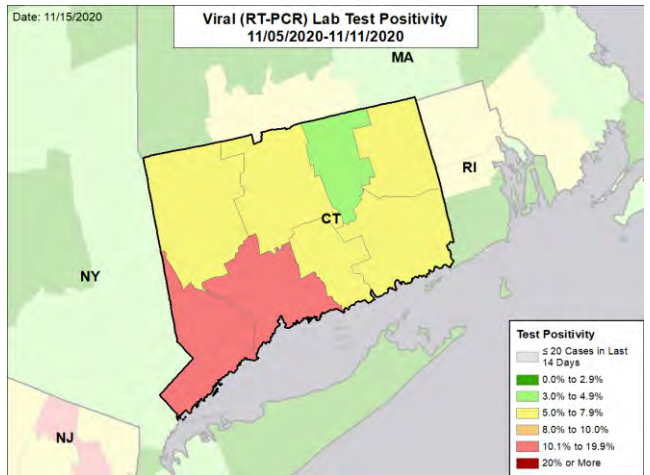 Date: 11/15/2020
Viral (RT-PCR) Lab Test Positivity
11/05/2020-11/11/2020
MA
RI
CT
NY
NJ
Test Positivity
≤ 20 Cases in Last
14 Days
0.0% to 2.9%
3.0% to 4.9%
5.0% to 7.9%
8.0% to 10.0%
10.1% to 19.9%
20% or More